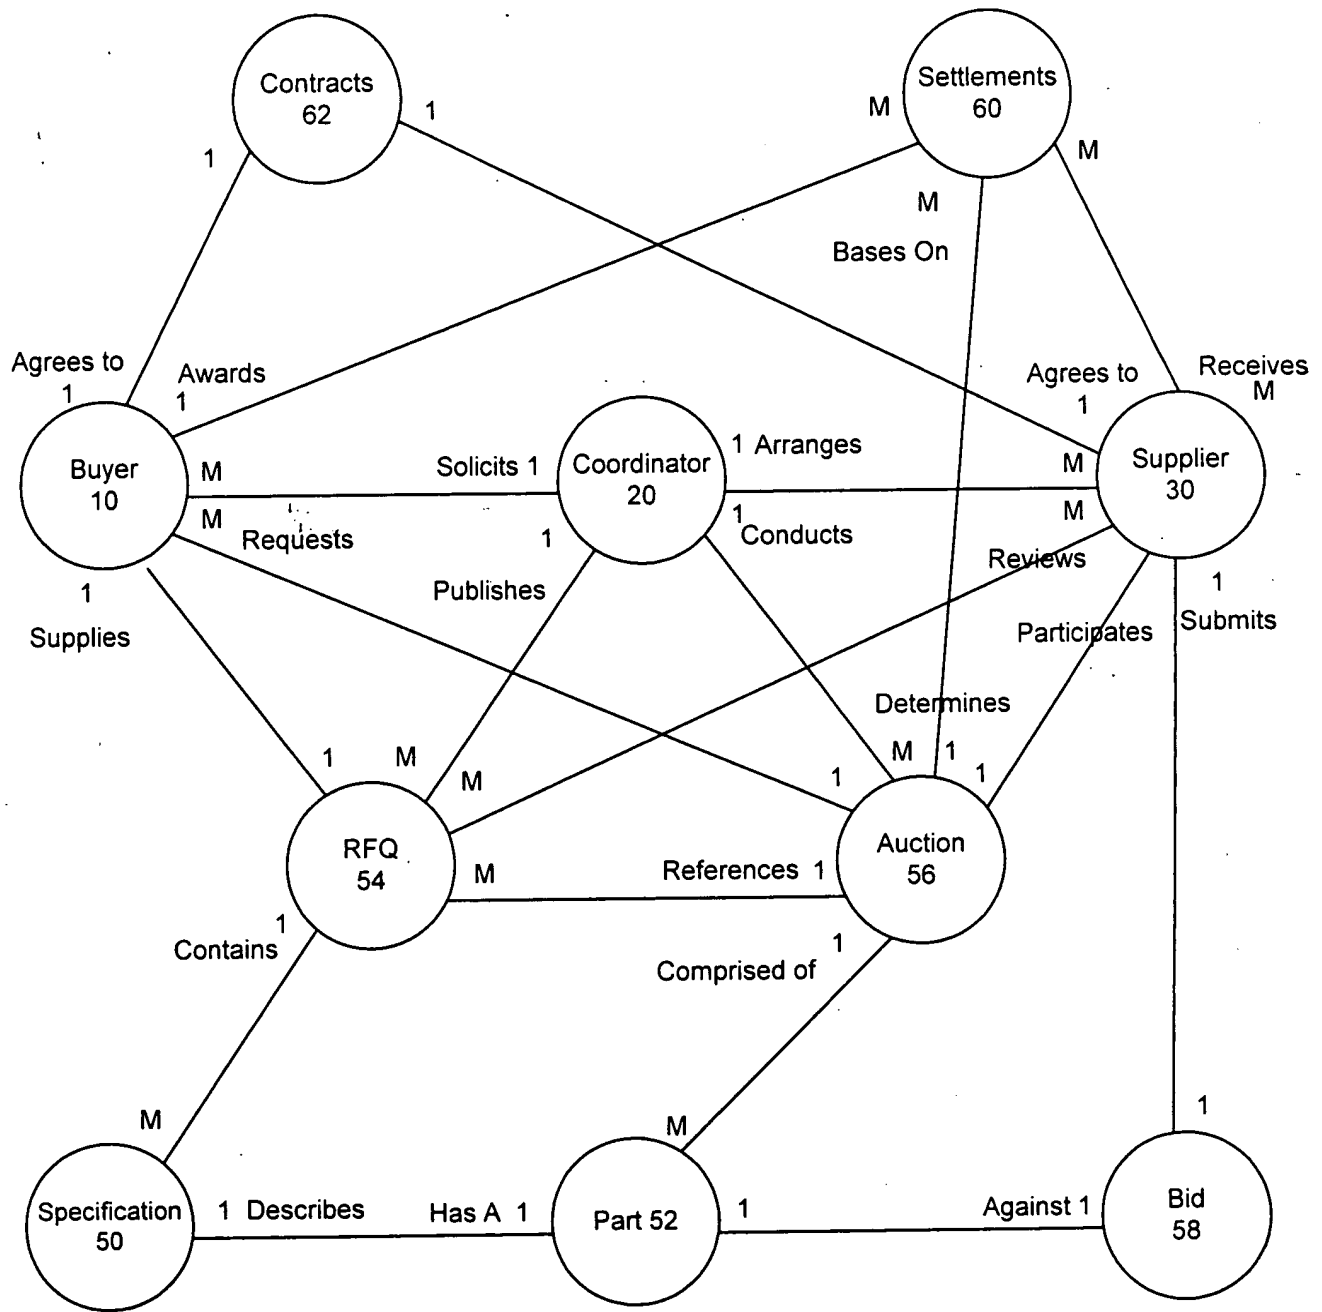 Contracts
62
Settlements
60
1
M
1
M
M
Bases On
Agrees to
1
Awards
1
Agrees to
1
Receives
M
Buyer
10
M
Solicits 1
Coordinator
20
1 Arranges
M
Supplier
30
M
Requests
1
1
Conducts
M
Reviews
1
Supplies
Publishes
Participates
1
Submits
Determines
1
M
M
1
M
1
1
RFQ
54
M
References 1
Auction
56
1
Contains
1
Comprised of
M
M
1
Specification
50
1 Describes
Has A 1
Part 52
1
Against 1
Bid
58